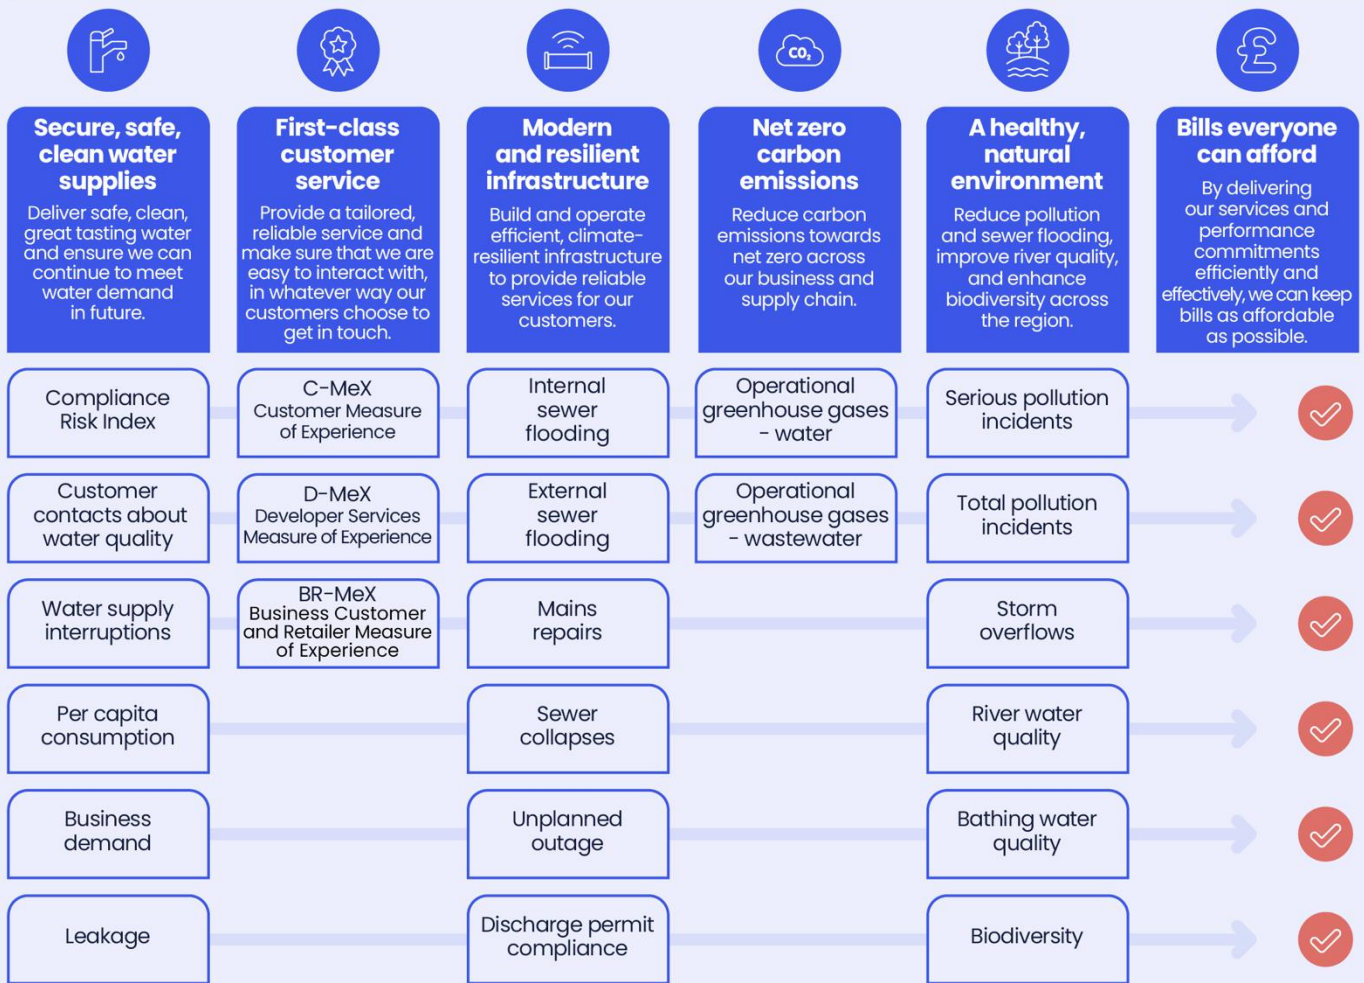 CO₂
£
Secure, safe,
clean water
supplies
Deliver safe, clean,
great tasting water
and ensure we can
continue to meet
water demand
in future.
First-class
customer
service
Provide a tailored,
reliable service and
make sure that we are
easy to interact with,
in whatever way our
customers choose to
get in touch.
Modern
and resilient
infrastructure
Build and operate
efficient, climate-
resilient infrastructure
to provide reliable
services for our
customers.
Net zero
carbon
emissions
Reduce carbon
emissions towards
net zero across
our business and
supply chain.
A healthy,
natural
environment
Reduce pollution
and sewer flooding,
improve river quality,
and enhance
biodiversity across
the region.
Bills everyone
can afford
By delivering
our services and
performance
commitments
efficiently and
effectively, we can keep
bills as affordable
as possible.
Compliance
Risk Index
C-MeX
Customer Measure
of Experience
Internal
sewer
flooding
Operational
greenhouse gases
- water
Serious pollution
incidents
Customer
contacts about
water quality
D-MeX
Developer Services
Measure of Experience
External
sewer
flooding
Operational
greenhouse gases
- wastewater
Total pollution
incidents
Water supply
interruptions
BR-MeX
Business Customer
and Retailer Measure
of Experience
Mains
repairs
Storm
overflows
Per capita
consumption
Sewer
collapses
River water
quality
Business
demand
Unplanned
outage
Bathing water
quality
Leakage
Discharge permit
compliance
Biodiversity